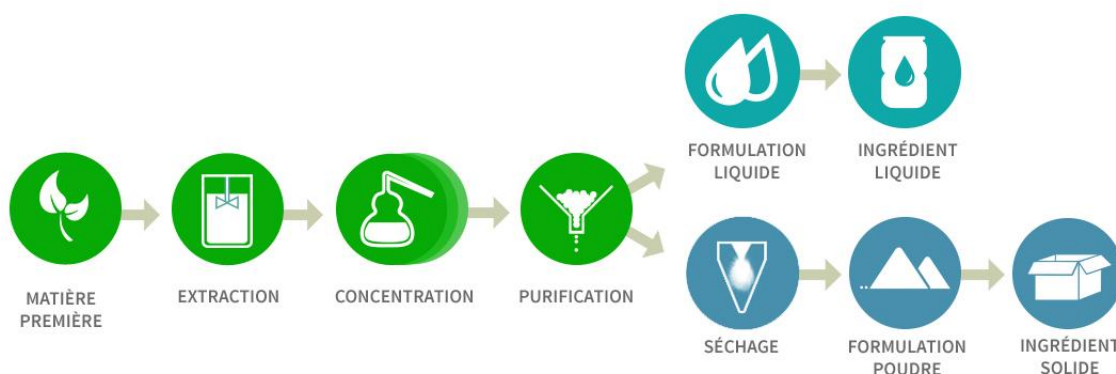 FORMULATION
LIQUIDE
INGRÉDIENT
LIQUIDE
MATIÈRE
PREMIÈRE
EXTRACTION
CONCENTRATION
PURIFICATION
SÉCHAGE
FORMULATION
POUDRE
INGRÉDIENT
SOLIDE